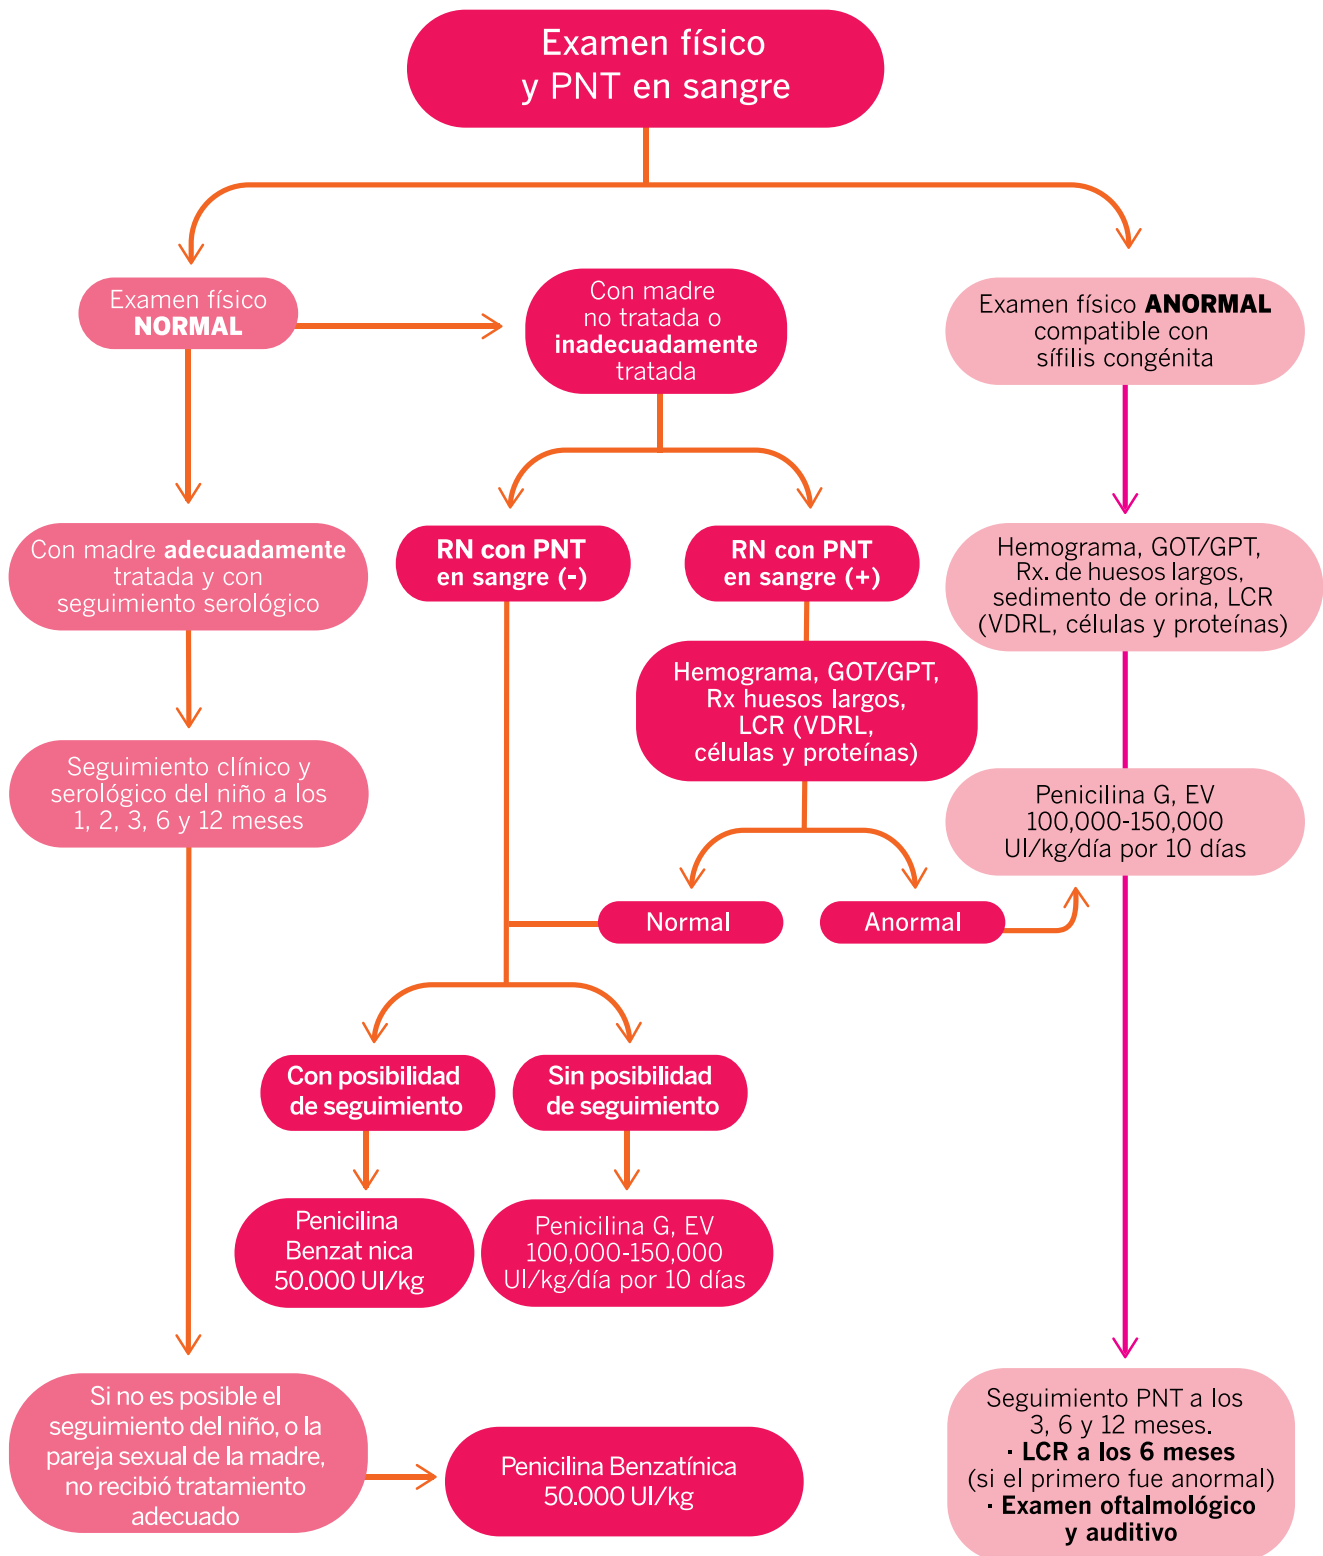 Examen físico
y PNT en sangre
Examen físico
NORMAL
Con madre
no tratada o
inadecuadamente
tratada
Examen físico ANORMAL
compatible con
sífilis congénita
Con madre adecuadamente
tratada y con
seguimiento serológico
RN con PNT
en sangre (-)
RN con PNT
en sangre (+)
Hemograma, GOT/GPT,
Rx. de huesos largos,
sedimento de orina, LCR
(VDRL, células y proteínas)
Hemograma, GOT/GPT,
Rx huesos largos,
LCR (VDRL,
células y proteínas)
Seguimiento clínico y
serológico del niño a los
1, 2, 3, 6 y 12 meses
Penicilina G, EV
100,000-150,000
UI/kg/día por 10 días
Normal
Anormal
Con posibilidad
de seguimiento
Sin posibilidad
de seguimiento
Penicilina
Benzat nica
50.000 UI/kg
Penicilina G, EV
100,000-150,000
UI/kg/día por 10 días
Si no es posible el
seguimiento del niño, o la
pareja sexual de la madre,
no recibió tratamiento
adecuado
Penicilina Benzatínica
50.000 UI/kg
Seguimiento PNT a los
3, 6 y 12 meses.
· LCR a los 6 meses
(si el primero fue anormal)
· Examen oftalmológico
y auditivo